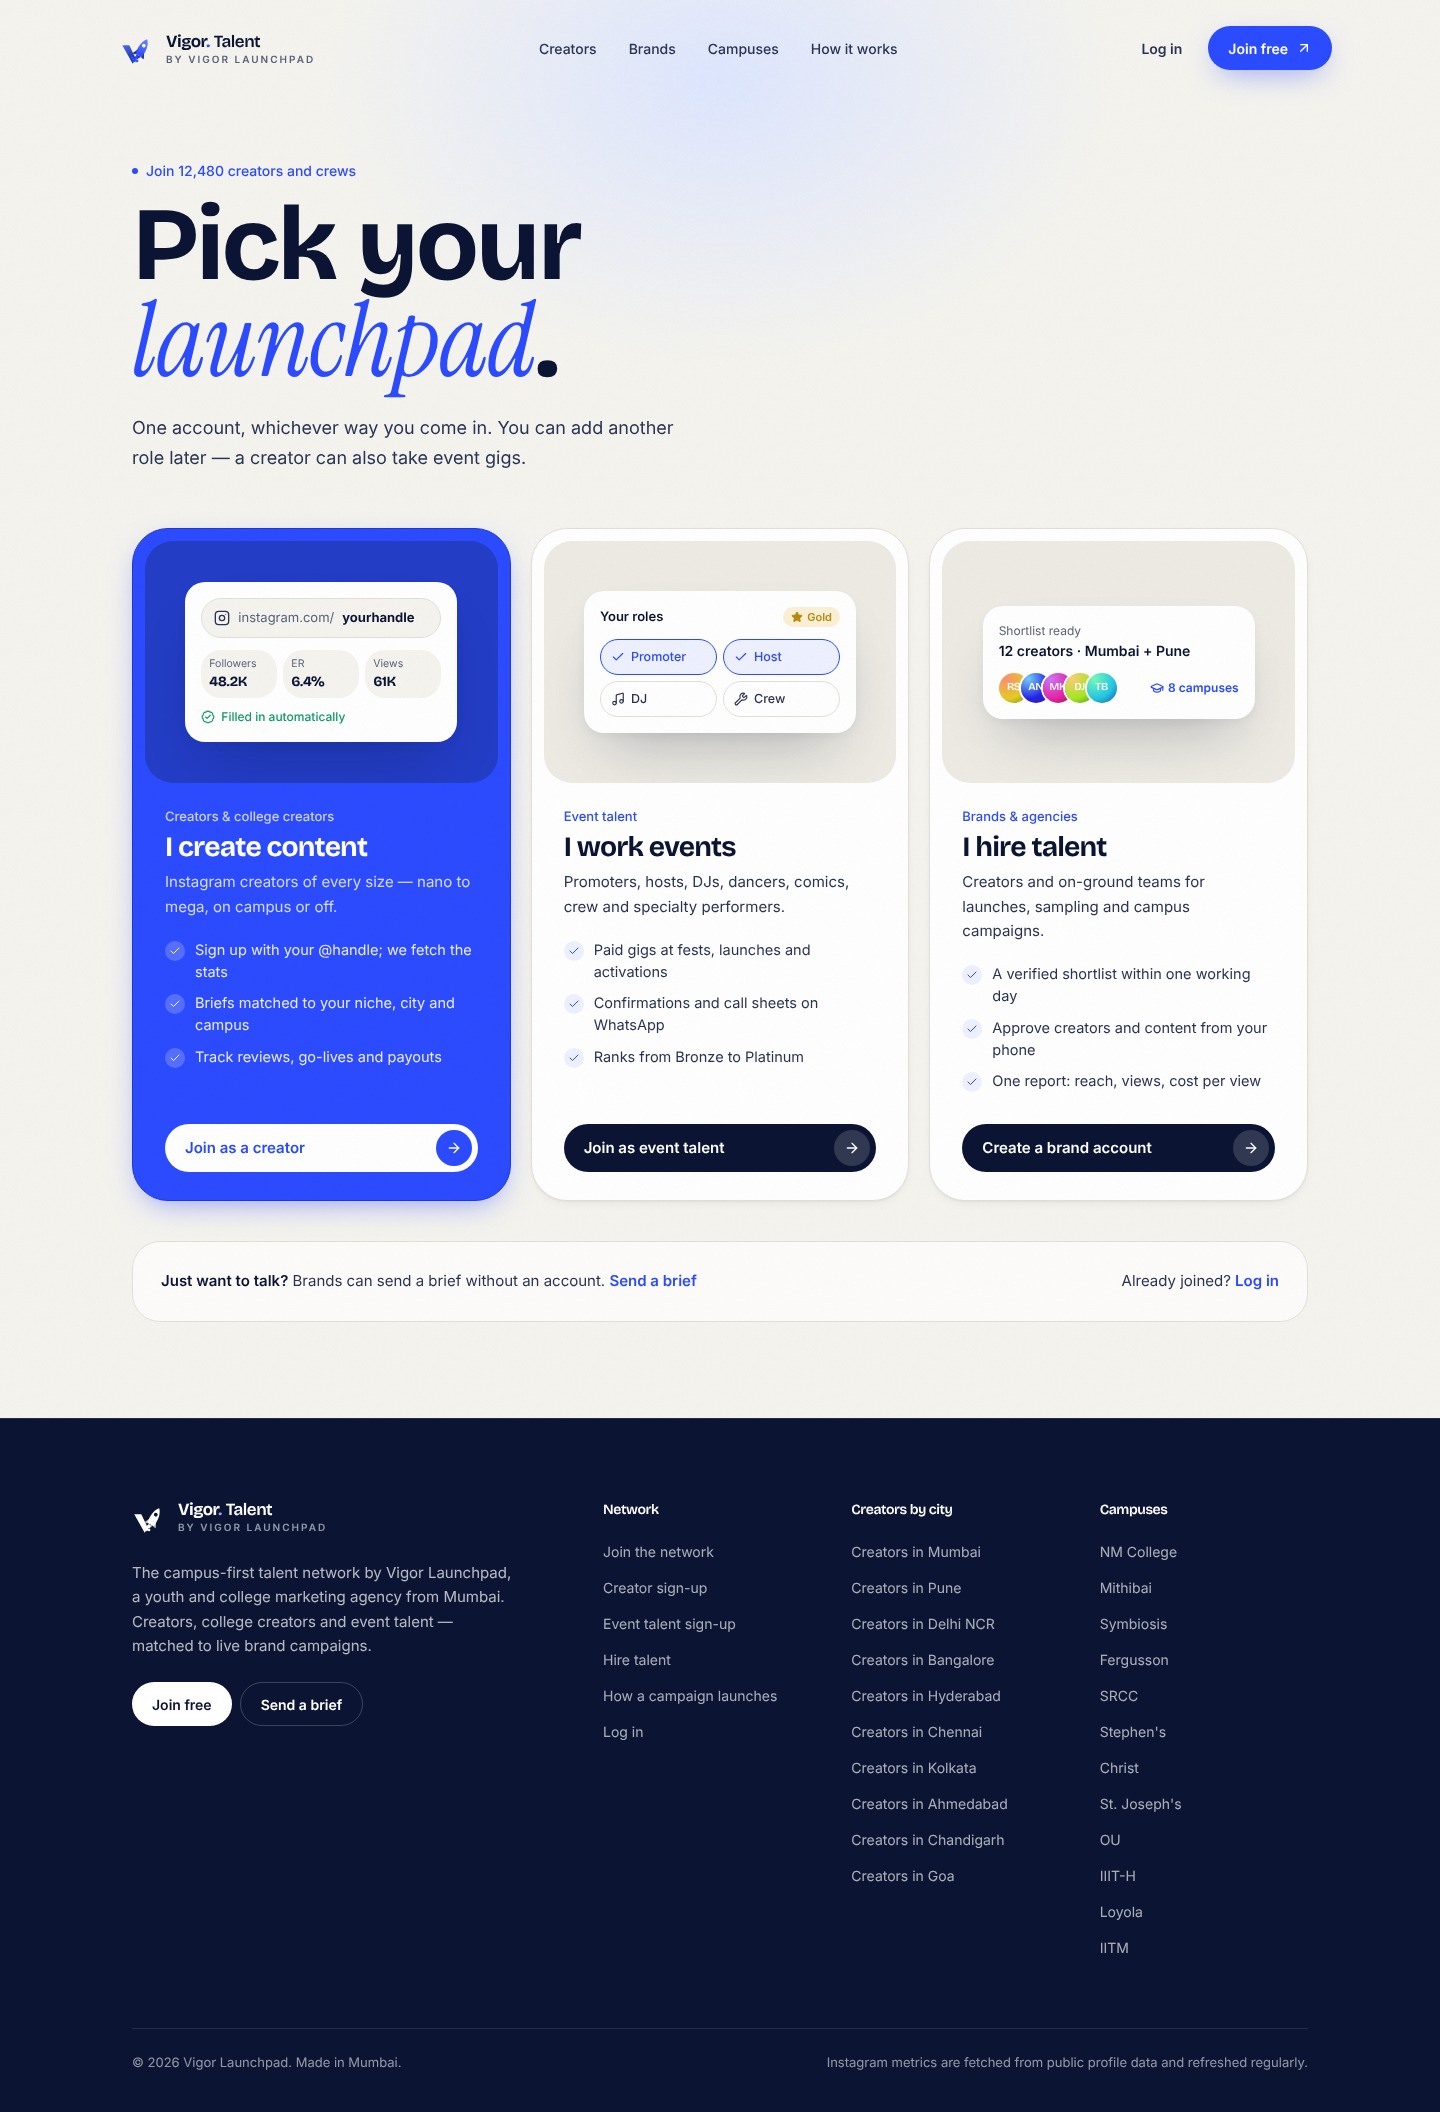 Vigor. Talent
BY VIGOR LAUNCHPAD
Creators
Brands
Campuses
How it works
Log in
Join free
Join 12,480 creators and crews
Pick your
launchpad.
One account, whichever way you come in. You can add another
role later — a creator can also take event gigs.
instagram.com/ yourhandle
Followers
48.2K
ER
6.4%
Views
61K
Filled in automatically
Creators & college creators
I create content
Instagram creators of every size — nano to
mega, on campus or off.
Sign up with your @handle; we fetch the
stats
Briefs matched to your niche, city and
campus
Track reviews, go-lives and payouts
Join as a creator
Your roles
Gold
Promoter
Host
DJ
Crew
Event talent
I work events
Promoters, hosts, DJs, dancers, comics,
crew and specialty performers.
Paid gigs at fests, launches and
activations
Confirmations and call sheets on
WhatsApp
Ranks from Bronze to Platinum
Join as event talent
Shortlist ready
12 creators · Mumbai + Pune
RS
AN
MK
DJ
TB
8 campuses
Brands & agencies
I hire talent
Creators and on-ground teams for
launches, sampling and campus
campaigns.
A verified shortlist within one working
day
Approve creators and content from your
phone
One report: reach, views, cost per view
Create a brand account
Just want to talk? Brands can send a brief without an account. Send a brief
Already joined? Log in
Vigor. Talent
BY VIGOR LAUNCHPAD
The campus-first talent network by Vigor Launchpad,
a youth and college marketing agency from Mumbai.
Creators, college creators and event talent —
matched to live brand campaigns.
Join free
Send a brief
Network
Join the network
Creator sign-up
Event talent sign-up
Hire talent
How a campaign launches
Log in
Creators by city
Creators in Mumbai
Creators in Pune
Creators in Delhi NCR
Creators in Bangalore
Creators in Hyderabad
Creators in Chennai
Creators in Kolkata
Creators in Ahmedabad
Creators in Chandigarh
Creators in Goa
Campuses
NM College
Mithibai
Symbiosis
Fergusson
SRCC
Stephen's
Christ
St. Joseph's
OU
IIIT-H
Loyola
IITM
© 2026 Vigor Launchpad. Made in Mumbai.
Instagram metrics are fetched from public profile data and refreshed regularly.